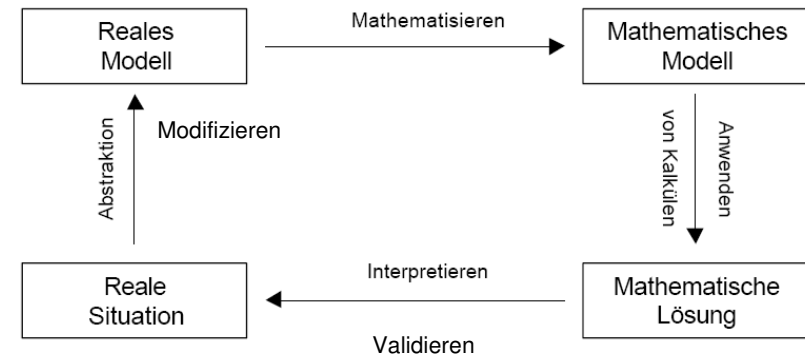 Reales
Modell
Mathematisieren
Mathematisches
Modell
Abstraktion
Modifizieren
Anwenden
von Kalkülen
Reale
Situation
Interpretieren
Validieren
Mathematische
Lösung